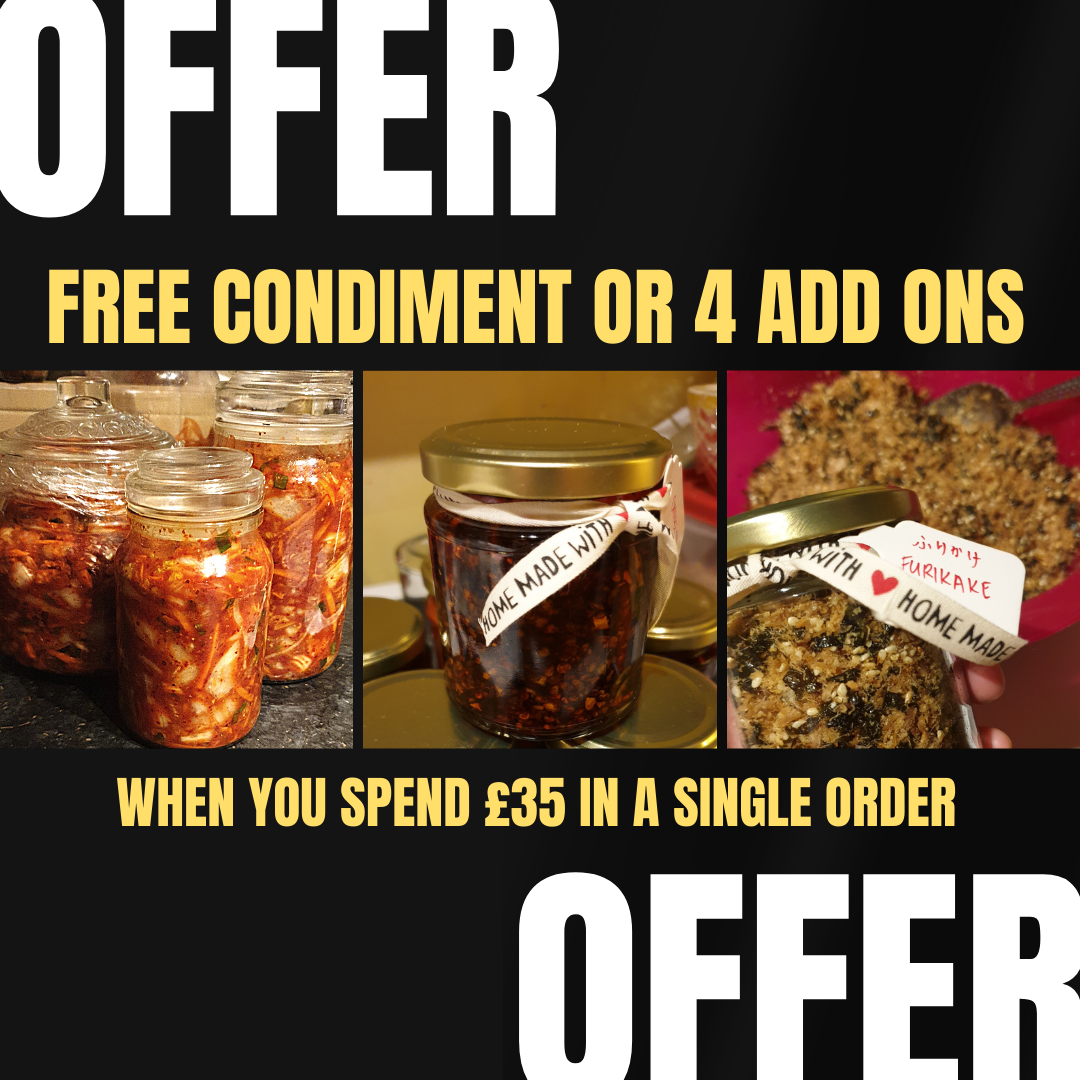 OFFER
FREE CONDIMENT OR 4 ADD ONS
HOME MADE WITH
WITH ♥ HOME MADE
ふりかけ
FURIKAKE
WHEN YOU SPEND £35 IN A SINGLE ORDER
OFFER